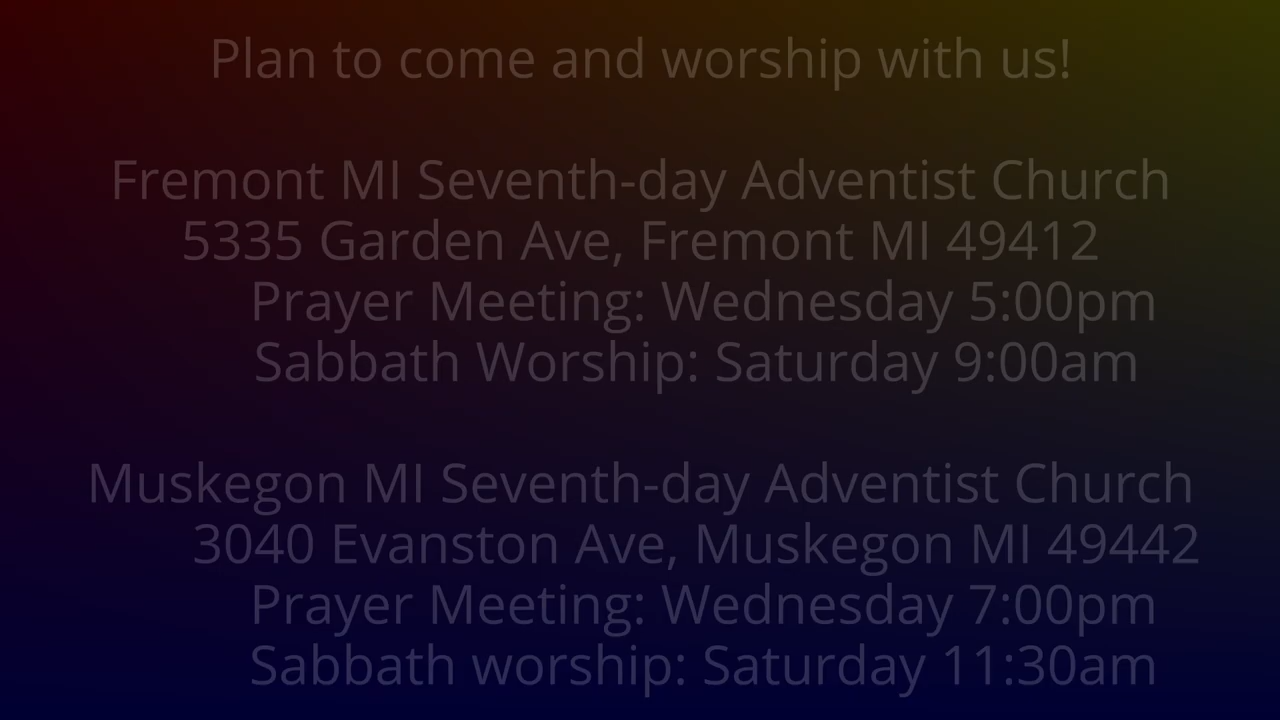 Plan to come and worship with us!
Fremont MI Seventh-day Adventist Church
5335 Garden Ave, Fremont MI 49412
Prayer Meeting: Wednesday 5:00pm
Sabbath Worship: Saturday 9:00am
Muskegon MI Seventh-day Adventist Church
3040 Evanston Ave, Muskegon MI 49442
Prayer Meeting: Wednesday 7:00pm
Sabbath worship: Saturday 11:30am